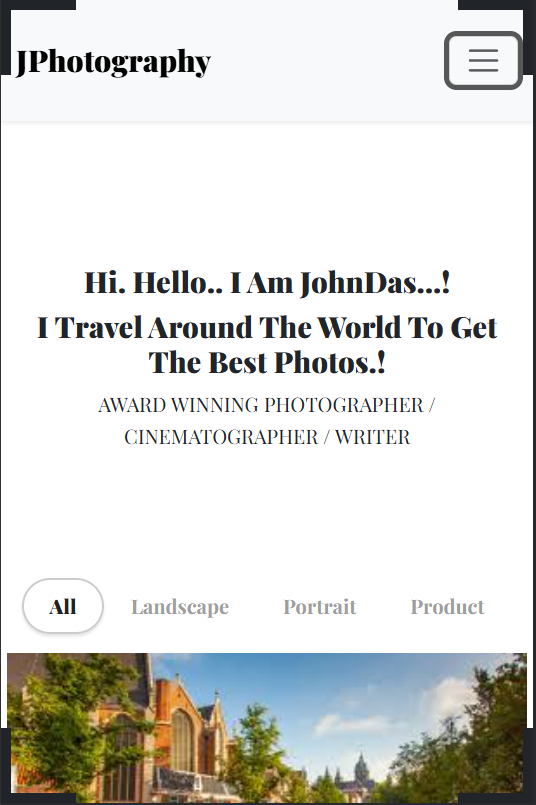 JPhotography
Hi. Hello.. I Am JohnDas...!
I Travel Around The World To Get
The Best Photos.!
AWARD WINNING PHOTOGRAPHER /
CINEMATOGRAPHER / WRITER
All Landscape Portrait Product